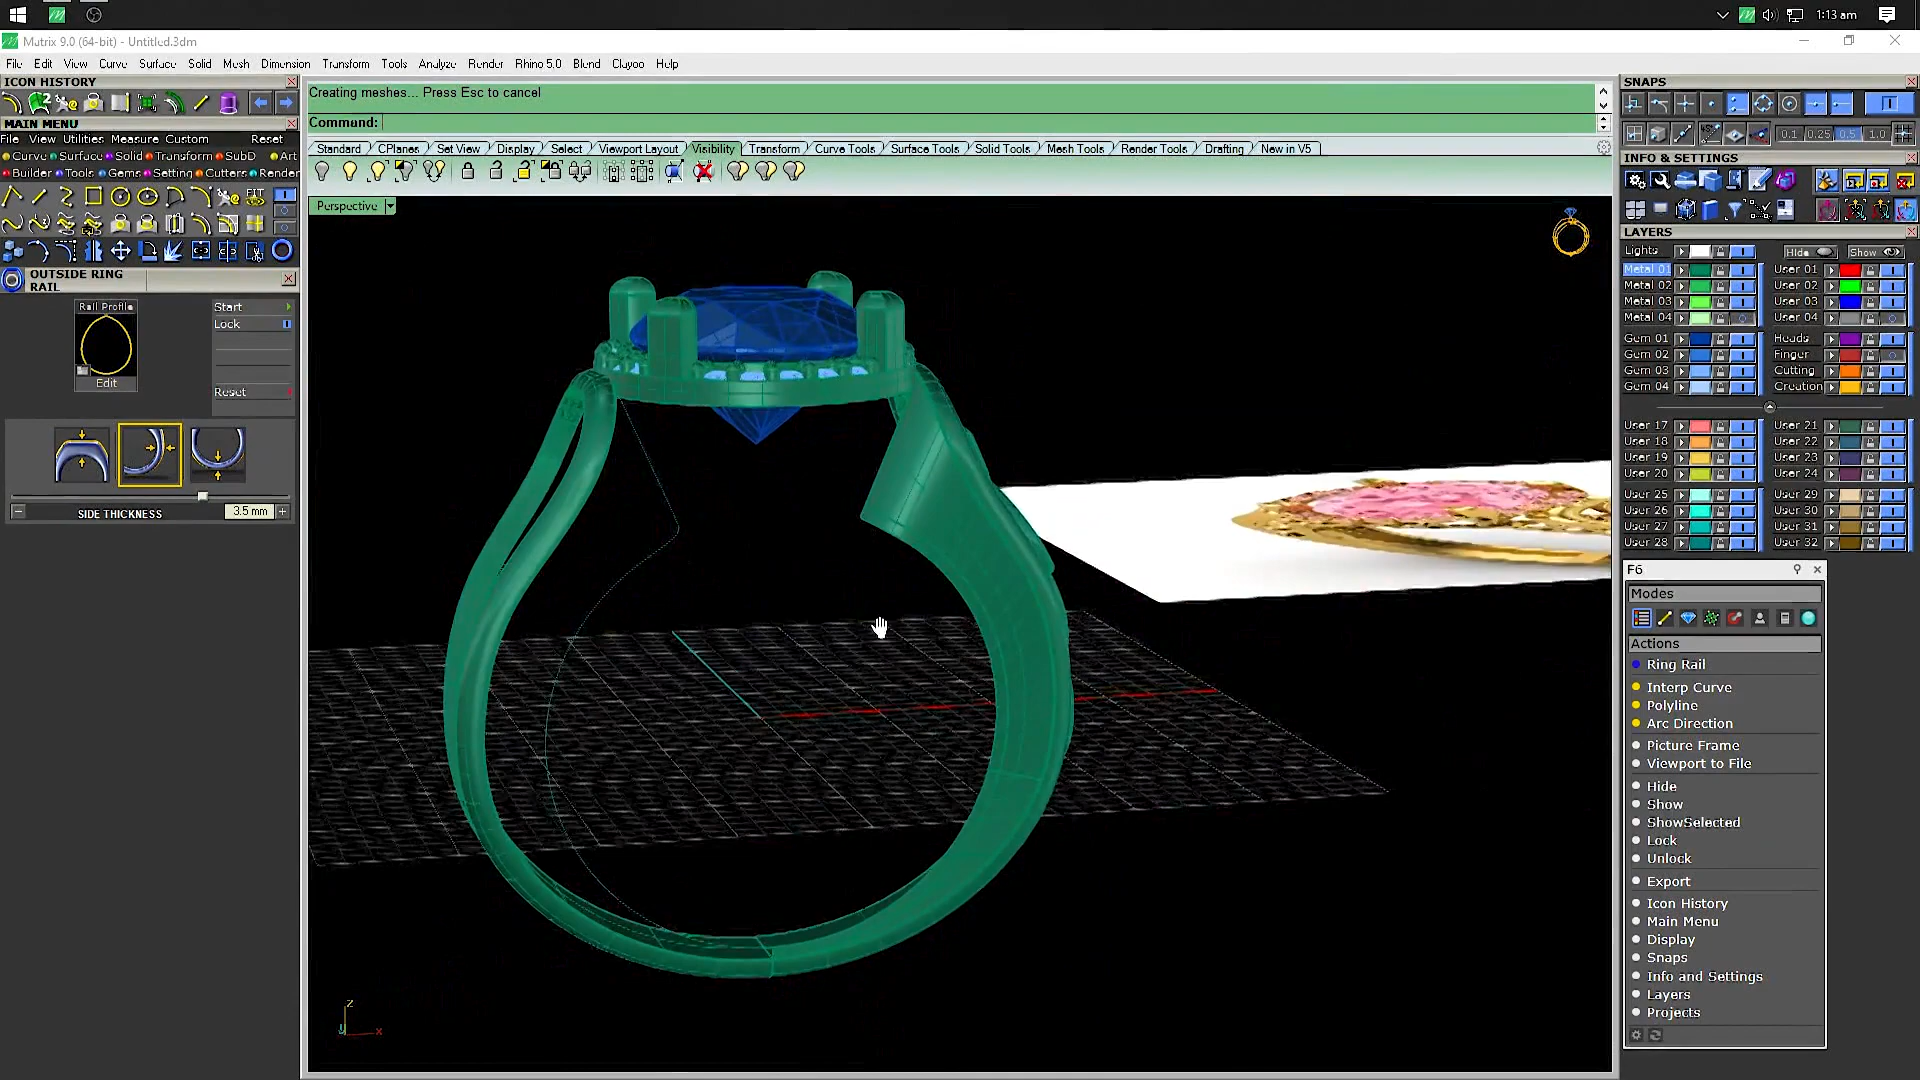 1:13 am
Matrix 9.0 (64-bit) - Untitled.3dm
File Edit View Curve Surface Solid Mesh Dimension Transform Tools Analyze Render Rhino 5.0 Blend Clayoo Help
ICON HISTORY
MAIN MENU
File View Utilities Measure Custom Reset
Curve Surface Solid Transform SubD Art
Builder Tools Gems Setting Cutters Render
OUTSIDE RING RAIL
Rail Profile
Edit
Start
Lock
Reset
SIDE THICKNESS 3.5 mm
Creating meshes... Press Esc to cancel
Command:
Standard CPlanes Set View Display Select Viewport Layout Visibility Transform Curve Tools Surface Tools Solid Tools Mesh Tools Render Tools Drafting New in V5
Perspective
z
y
x
SNAPS
0.1 0.25 0.5 1.0
INFO & SETTINGS
LAYERS
Lights Hide Show
Metal 01 User 01
Metal 02 User 02
Metal 03 User 03
Metal 04 User 04
Gem 01 Heads
Gem 02 Finger
Gem 03 Cutting
Gem 04 Creation
User 17 User 21
User 18 User 22
User 19 User 23
User 20 User 24
User 25 User 29
User 26 User 30
User 27 User 31
User 28 User 32
F6
Modes
Actions
Ring Rail
Interp Curve
Polyline
Arc Direction
Picture Frame
Viewport to File
Hide
Show
ShowSelected
Lock
Unlock
Export
Icon History
Main Menu
Display
Snaps
Info and Settings
Layers
Projects